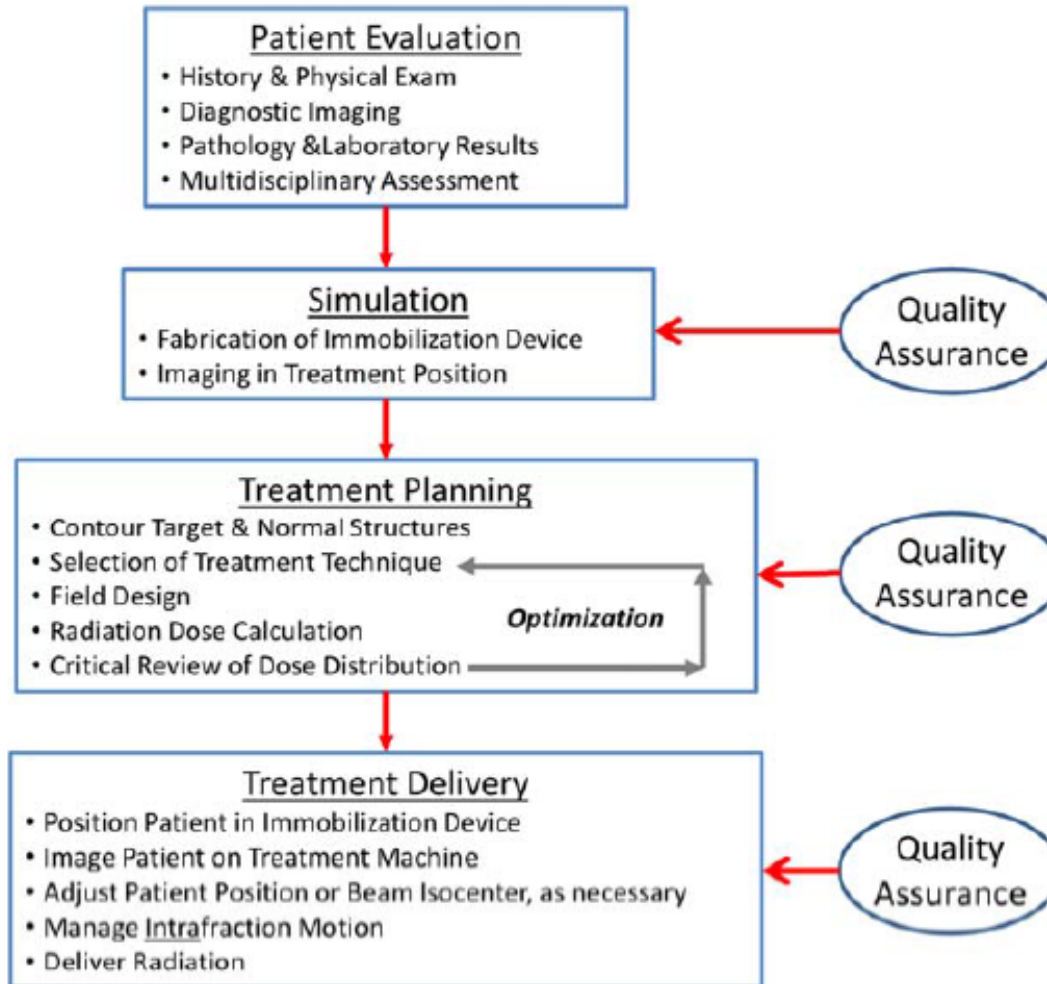 Patient Evaluation
• History & Physical Exam
• Diagnostic Imaging
• Pathology &Laboratory Results
• Multidisciplinary Assessment
Simulation
• Fabrication of Immobilization Device
• Imaging in Treatment Position
Quality
Assurance
Treatment Planning
• Contour Target & Normal Structures
• Selection of Treatment Technique
• Field Design
• Radiation Dose Calculation
• Critical Review of Dose Distribution
Optimization
Quality
Assurance
Treatment Delivery
• Position Patient in Immobilization Device
• Image Patient on Treatment Machine
• Adjust Patient Position or Beam Isocenter, as necessary
• Manage Intrafraction Motion
• Deliver Radiation
Quality
Assurance